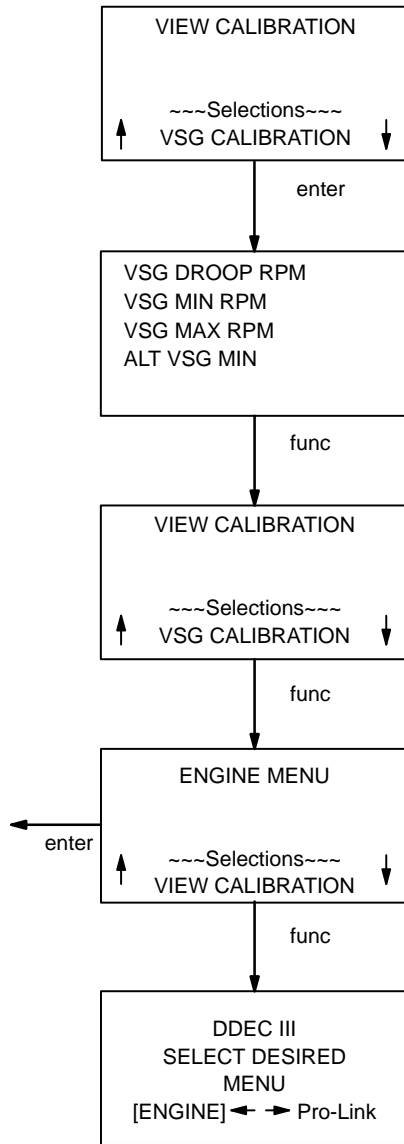 VIEW CALIBRATION
~~~Selections~~~
VSG CALIBRATION
enter
VSG DROOP RPM
VSG MIN RPM
VSG MAX RPM
ALT VSG MIN
func
VIEW CALIBRATION
~~~Selections~~~
VSG CALIBRATION
func
ENGINE MENU
enter
~~~Selections~~~
VIEW CALIBRATION
func
DDEC III
SELECT DESIRED
MENU
[ENGINE] Pro-Link